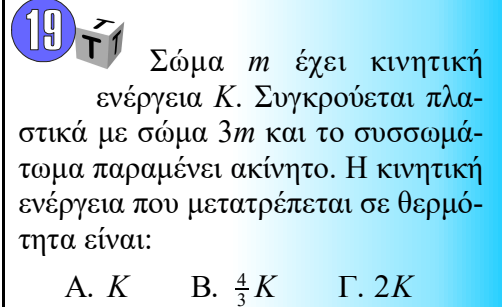 19 T T 1
Σώμα m έχει κινητική
ενέργεια K. Συγκρούεται πλα-
στικά με σώμα 3m και το συσσωμά-
τωμα παραμένει ακίνητο. Η κινητική
ενέργεια που μετατρέπεται σε θερμό-
τητα είναι:
Α. K Β. 4/3 K Γ. 2K